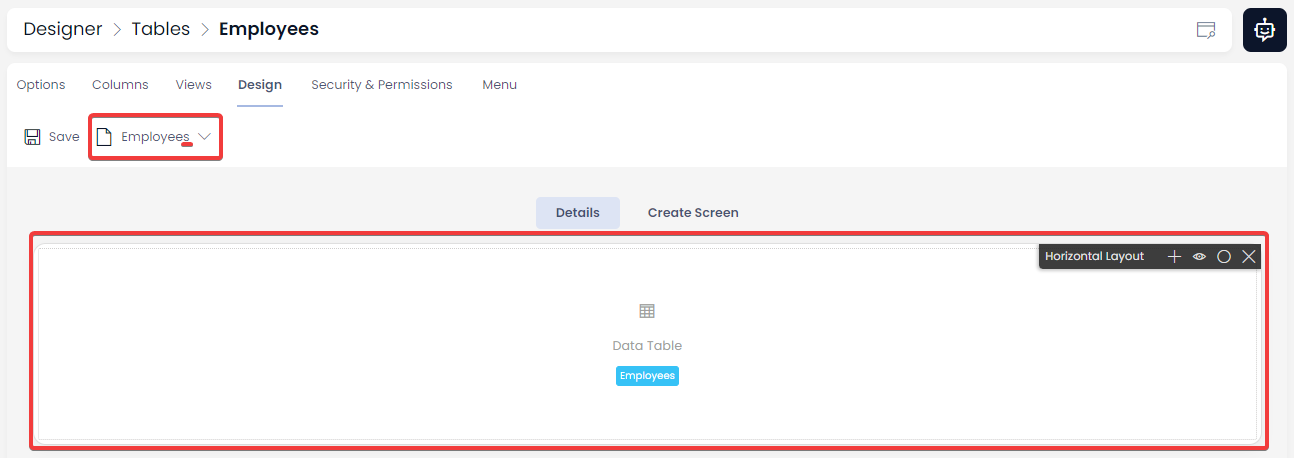 Designer > Tables > Employees
Options Columns Views Design Security & Permissions Menu
Save Employees
Details Create Screen
Horizontal Layout
Data Table
Employees